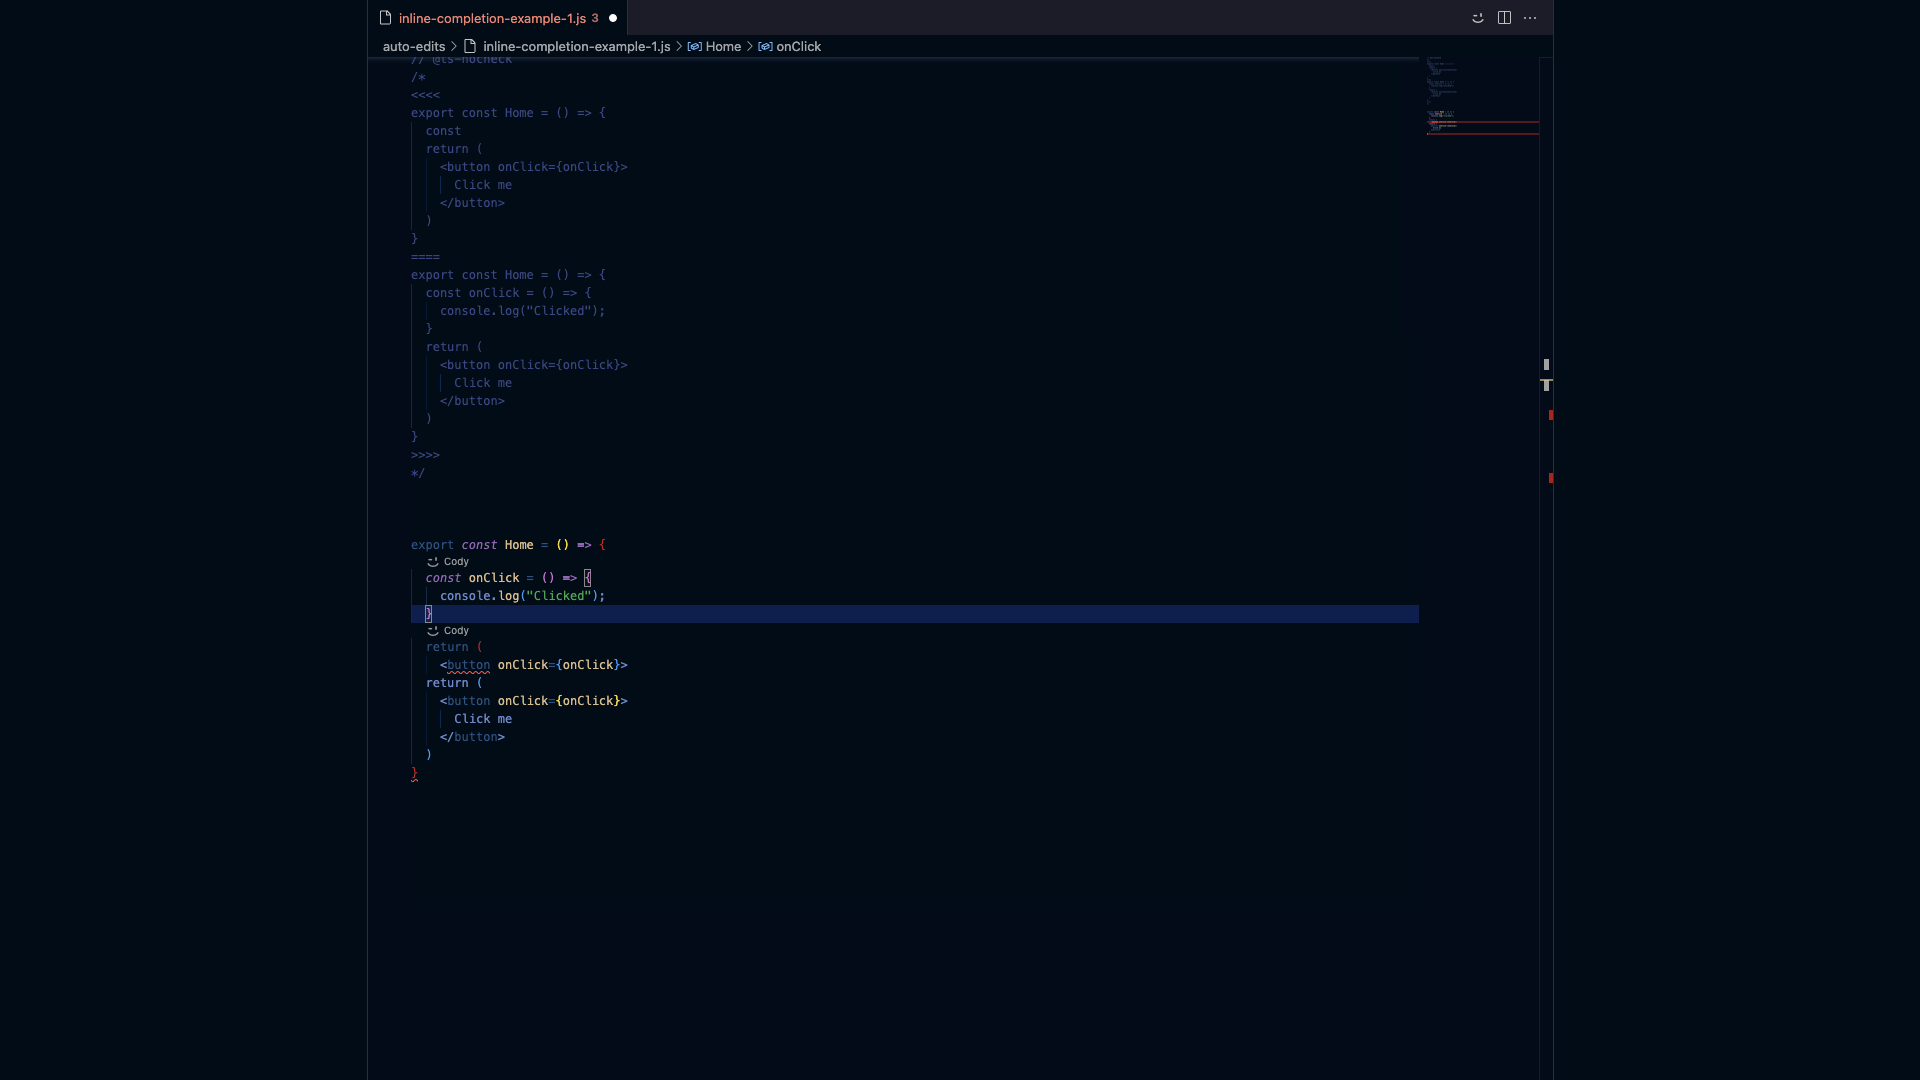 inline-completion-example-1.js 3
auto-edits > inline-completion-example-1.js > Home > onClick
// @ts-nocheck
/*
<<<<
export const Home = () => {
  const
  return (
    <button onClick={onClick}>
      Click me
    </button>
  )
}
====
export const Home = () => {
  const onClick = () => {
    console.log("Clicked");
  }
  return (
    <button onClick={onClick}>
      Click me
    </button>
  )
}
>>>>
*/
export const Home = () => {
Cody
  const onClick = () => {
    console.log("Clicked");
  }
Cody
  return (
    <button onClick={onClick}>
  return (
    <button onClick={onClick}>
      Click me
    </button>
  )
}